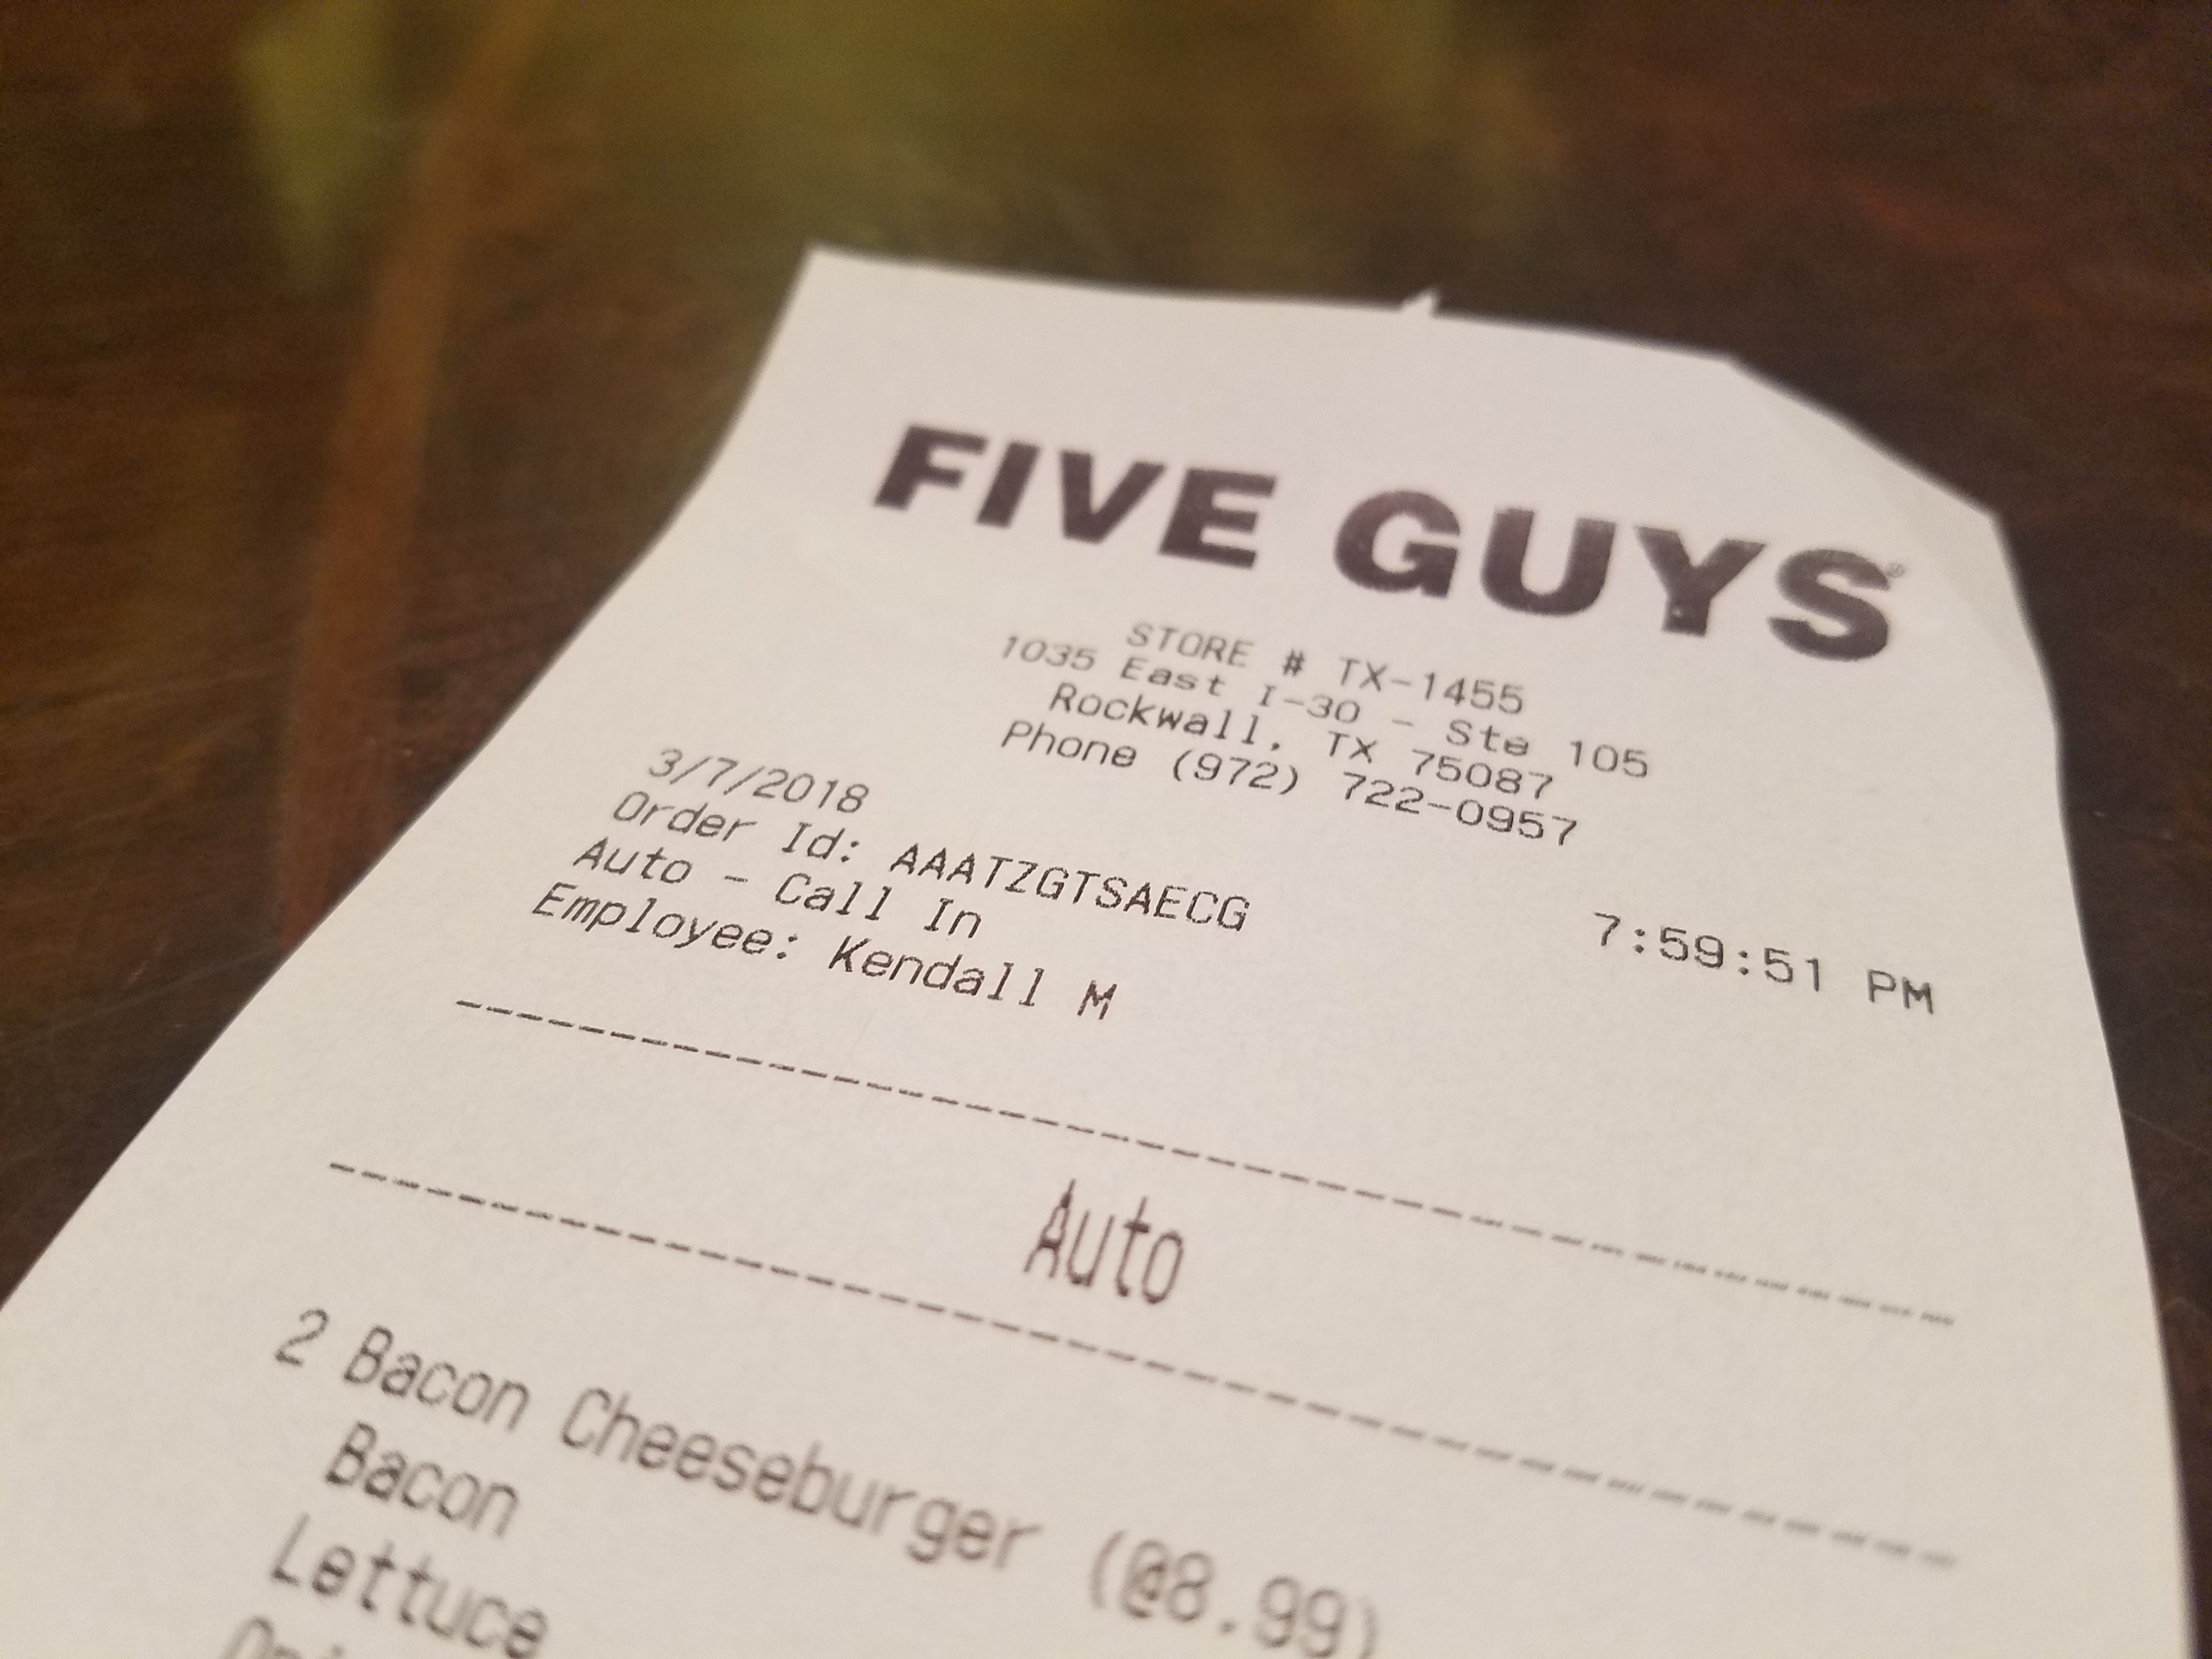 FIVE GUYS®
STORE # TX-1455
1035 East I-30 - Ste 105
Rockwall, TX 75087
Phone (972) 722-0957
3/7/2018 7:59:51 PM
Order Id: AAATZGTSAECG
Auto - Call In
Employee: Kendall M
Auto
2 Bacon Cheeseburger (@8.99)
Bacon
Lettuce